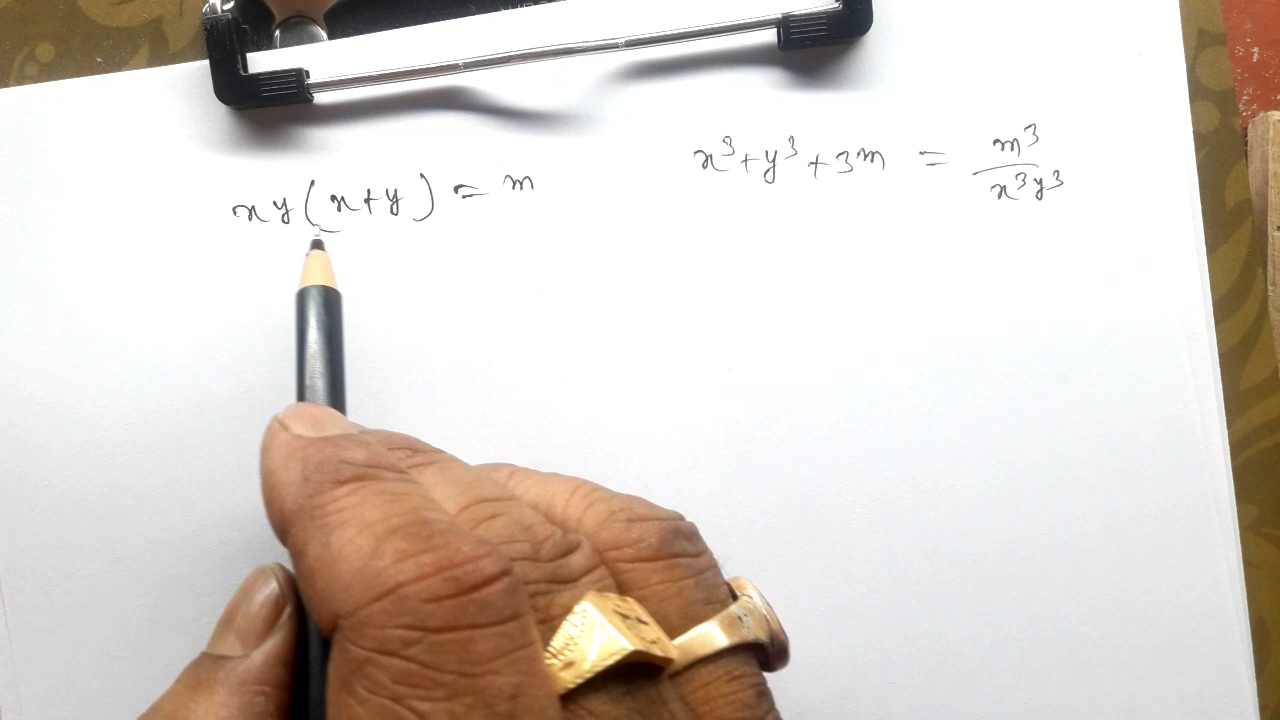 xy(x+y) = m
x³+y³+3m = m³/x³y³